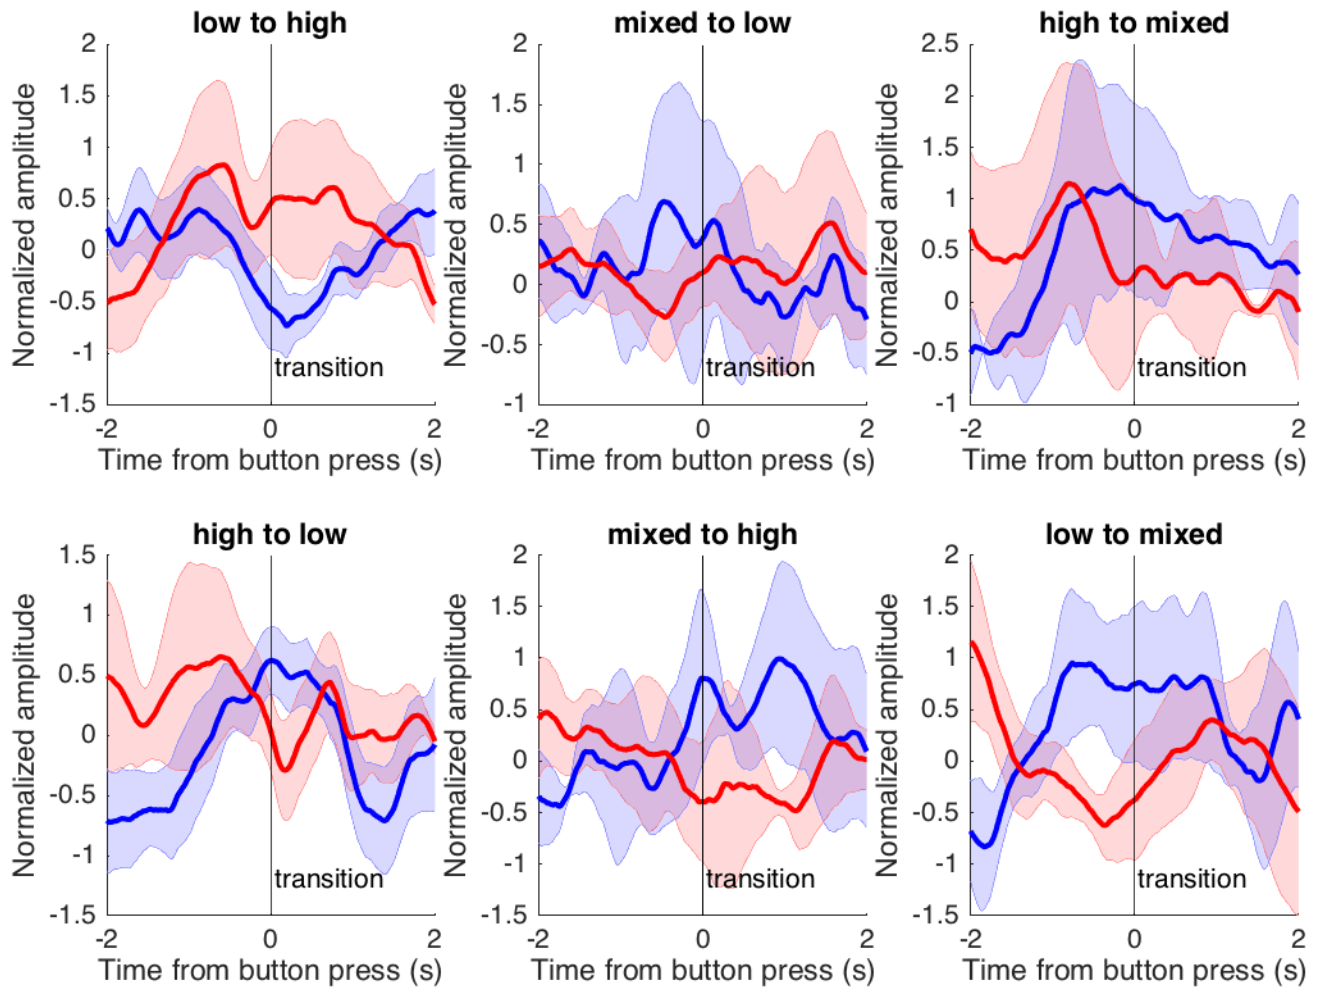 low to high
mixed to low
high to mixed
2
1.5
1
0.5
0
-0.5
-1
-1.5
Normalized amplitude
transition
-2
0
2
Time from button press (s)
2
1.5
1
0.5
0
-0.5
-1
Normalized amplitude
transition
-2
0
2
Time from button press (s)
2.5
2
1.5
1
0.5
0
-0.5
-1
Normalized amplitude
transition
-2
0
2
Time from button press (s)
high to low
mixed to high
low to mixed
1.5
1
0.5
0
-0.5
-1
-1.5
Normalized amplitude
transition
-2
0
2
Time from button press (s)
2
1.5
1
0.5
0
-0.5
-1
-1.5
Normalized amplitude
transition
-2
0
2
Time from button press (s)
2
1.5
1
0.5
0
-0.5
-1
-1.5
Normalized amplitude
transition
-2
0
2
Time from button press (s)